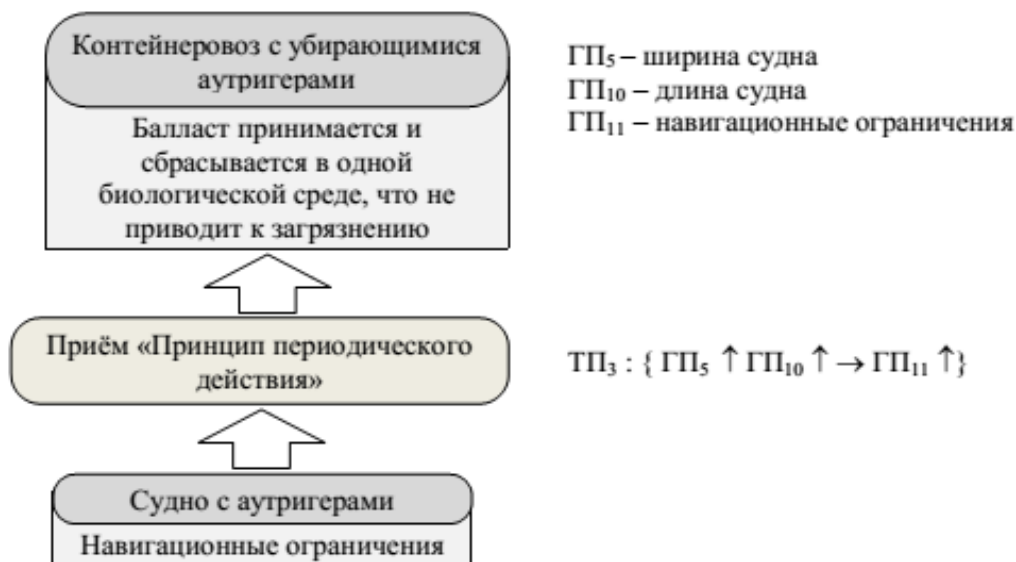 Контейнеровоз с убирающимися
аутригерами
Балласт принимается и
сбрасывается в одной
биологической среде, что не
приводит к загрязнению
ГП₅ – ширина судна
ГП₁₀ – длина судна
ГП₁₁ – навигационные ограничения
Приём «Принцип периодического
действия»
ТП₃ : { ГП₅ ↑ ГП₁₀ ↑ → ГП₁₁ ↑}
Судно с аутригерами
Навигационные ограничения